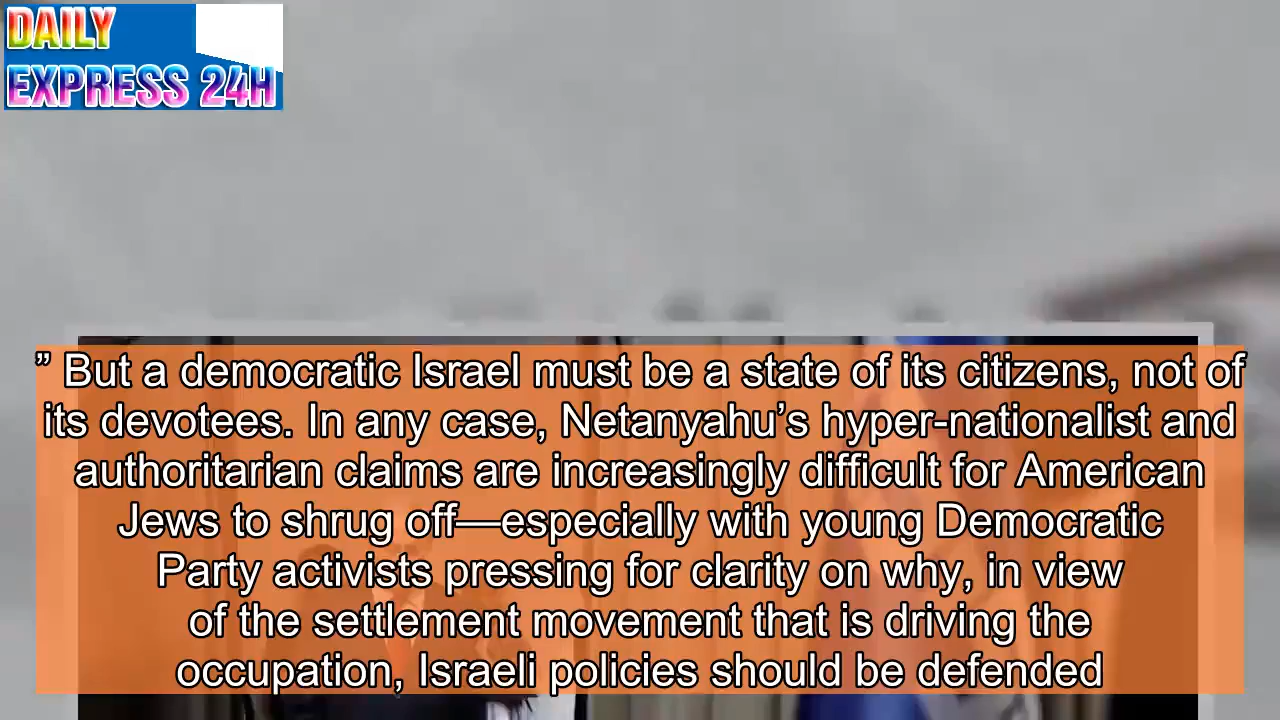 DAILY
EXPRESS 24H
” But a democratic Israel must be a state of its citizens, not of
its devotees. In any case, Netanyahu’s hyper-nationalist and
authoritarian claims are increasingly difficult for American
Jews to shrug off—especially with young Democratic
Party activists pressing for clarity on why, in view
of the settlement movement that is driving the
occupation, Israeli policies should be defended